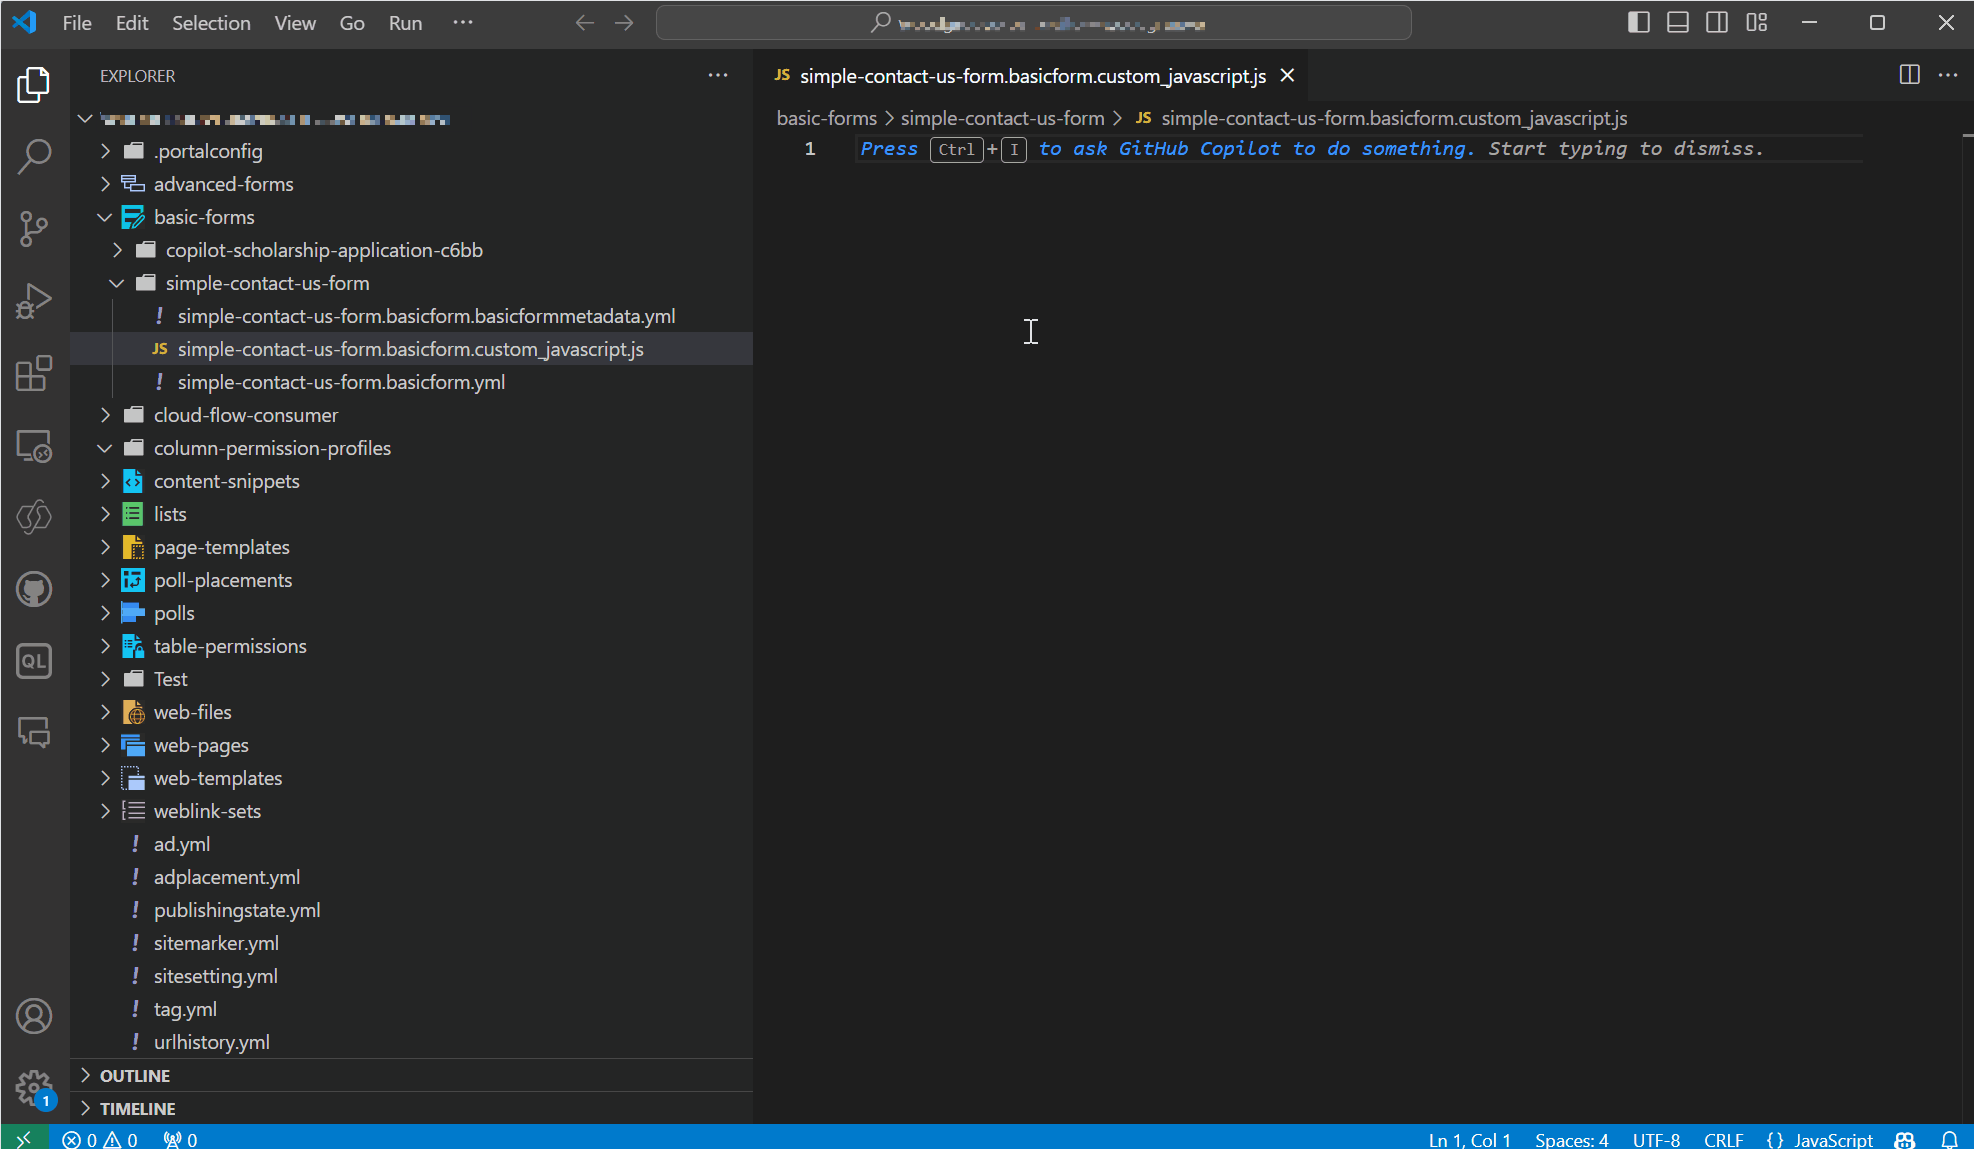 File Edit Selection View Go Run ···
EXPLORER ···
.portalconfig
advanced-forms
basic-forms
copilot-scholarship-application-c6bb
simple-contact-us-form
! simple-contact-us-form.basicform.basicformmetadata.yml
JS simple-contact-us-form.basicform.custom_javascript.js
! simple-contact-us-form.basicform.yml
cloud-flow-consumer
column-permission-profiles
content-snippets
lists
page-templates
poll-placements
polls
table-permissions
Test
web-files
web-pages
web-templates
weblink-sets
! ad.yml
! adplacement.yml
! publishingstate.yml
! sitemarker.yml
! sitesetting.yml
! tag.yml
! urlhistory.yml
OUTLINE
TIMELINE
QL
1
JS simple-contact-us-form.basicform.custom_javascript.js
···
basic-forms > simple-contact-us-form > JS simple-contact-us-form.basicform.custom_javascript.js
1 Press Ctrl+I to ask GitHub Copilot to do something. Start typing to dismiss.
0 0 0 Ln 1, Col 1 Spaces: 4 UTF-8 CRLF {} JavaScript